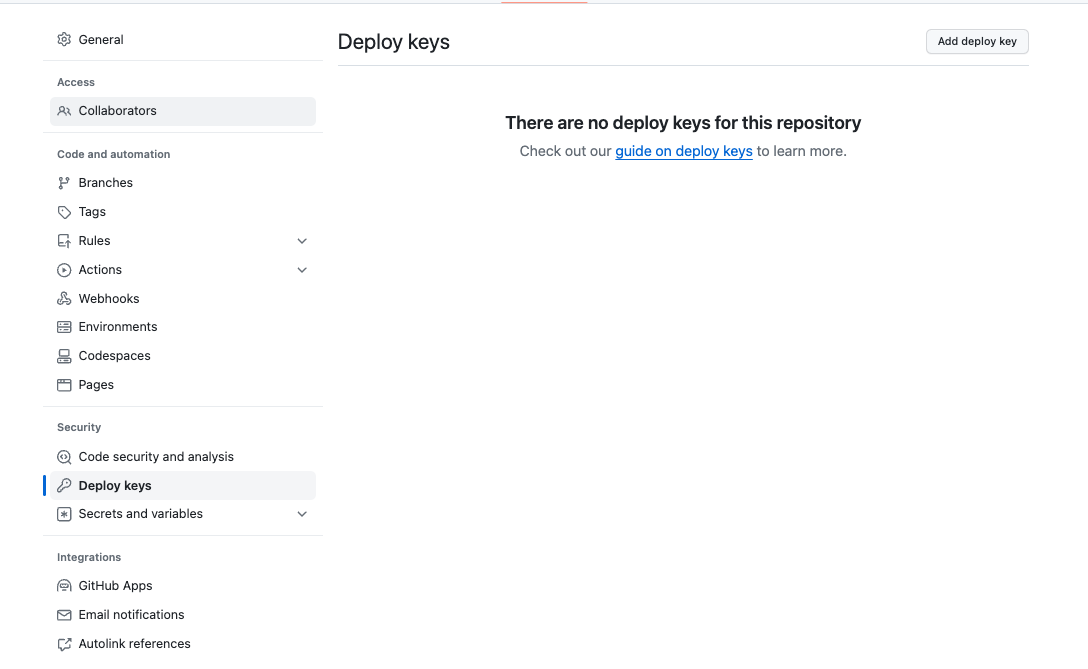 General
Access
Collaborators
Code and automation
Branches
Tags
Rules
Actions
Webhooks
Environments
Codespaces
Pages
Security
Code security and analysis
Deploy keys
Secrets and variables
Integrations
GitHub Apps
Email notifications
Autolink references
Deploy keys
Add deploy key
There are no deploy keys for this repository
Check out our guide on deploy keys to learn more.